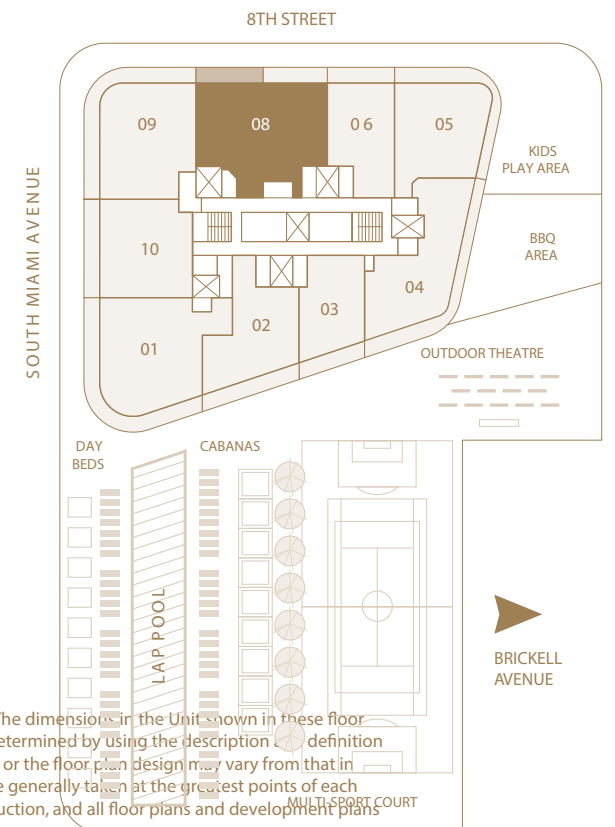 8TH STREET
SOUTH MIAMI AVENUE
09
08
0 6
05
KIDS
PLAY AREA
BBQ
AREA
10
04
03
02
01
OUTDOOR THEATRE
DAY
BEDS
CABANAS
LAP POOL
BRICKELL
AVENUE
The dimensions in the Unit shown in these floor
etermined by using the description definition
or the floor plan design may vary from that in
e generally taken at the greatest points of each
MULTI-SPORT COURT
uction, and all floor plans and development plans